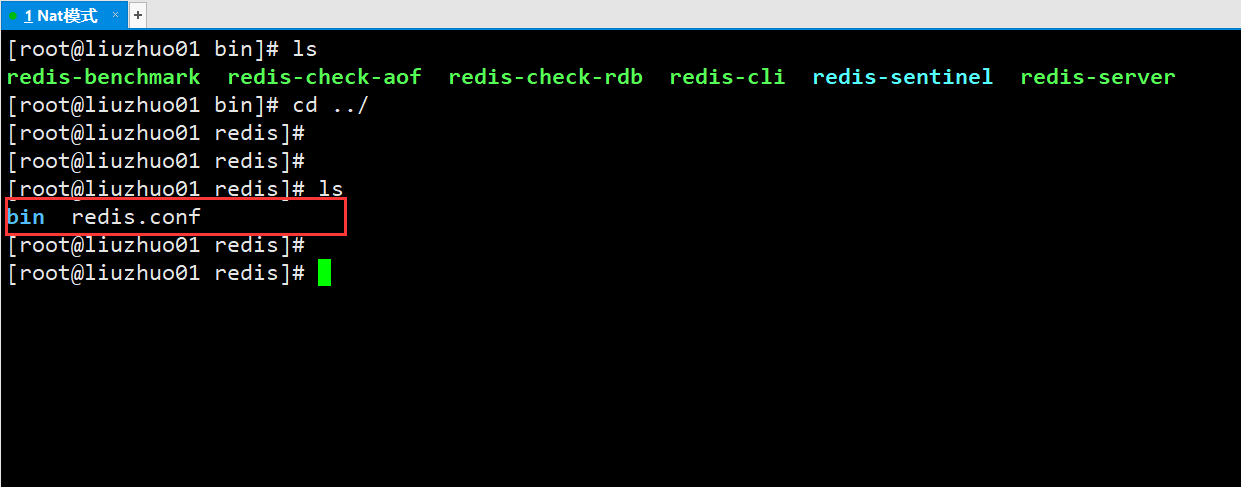 1 Nat模式 × +
[root@liuzhuo01 bin]# ls
redis-benchmark redis-check-aof redis-check-rdb redis-cli redis-sentinel redis-server
[root@liuzhuo01 bin]# cd ../
[root@liuzhuo01 redis]#
[root@liuzhuo01 redis]#
[root@liuzhuo01 redis]# ls
bin redis.conf
[root@liuzhuo01 redis]#
[root@liuzhuo01 redis]#